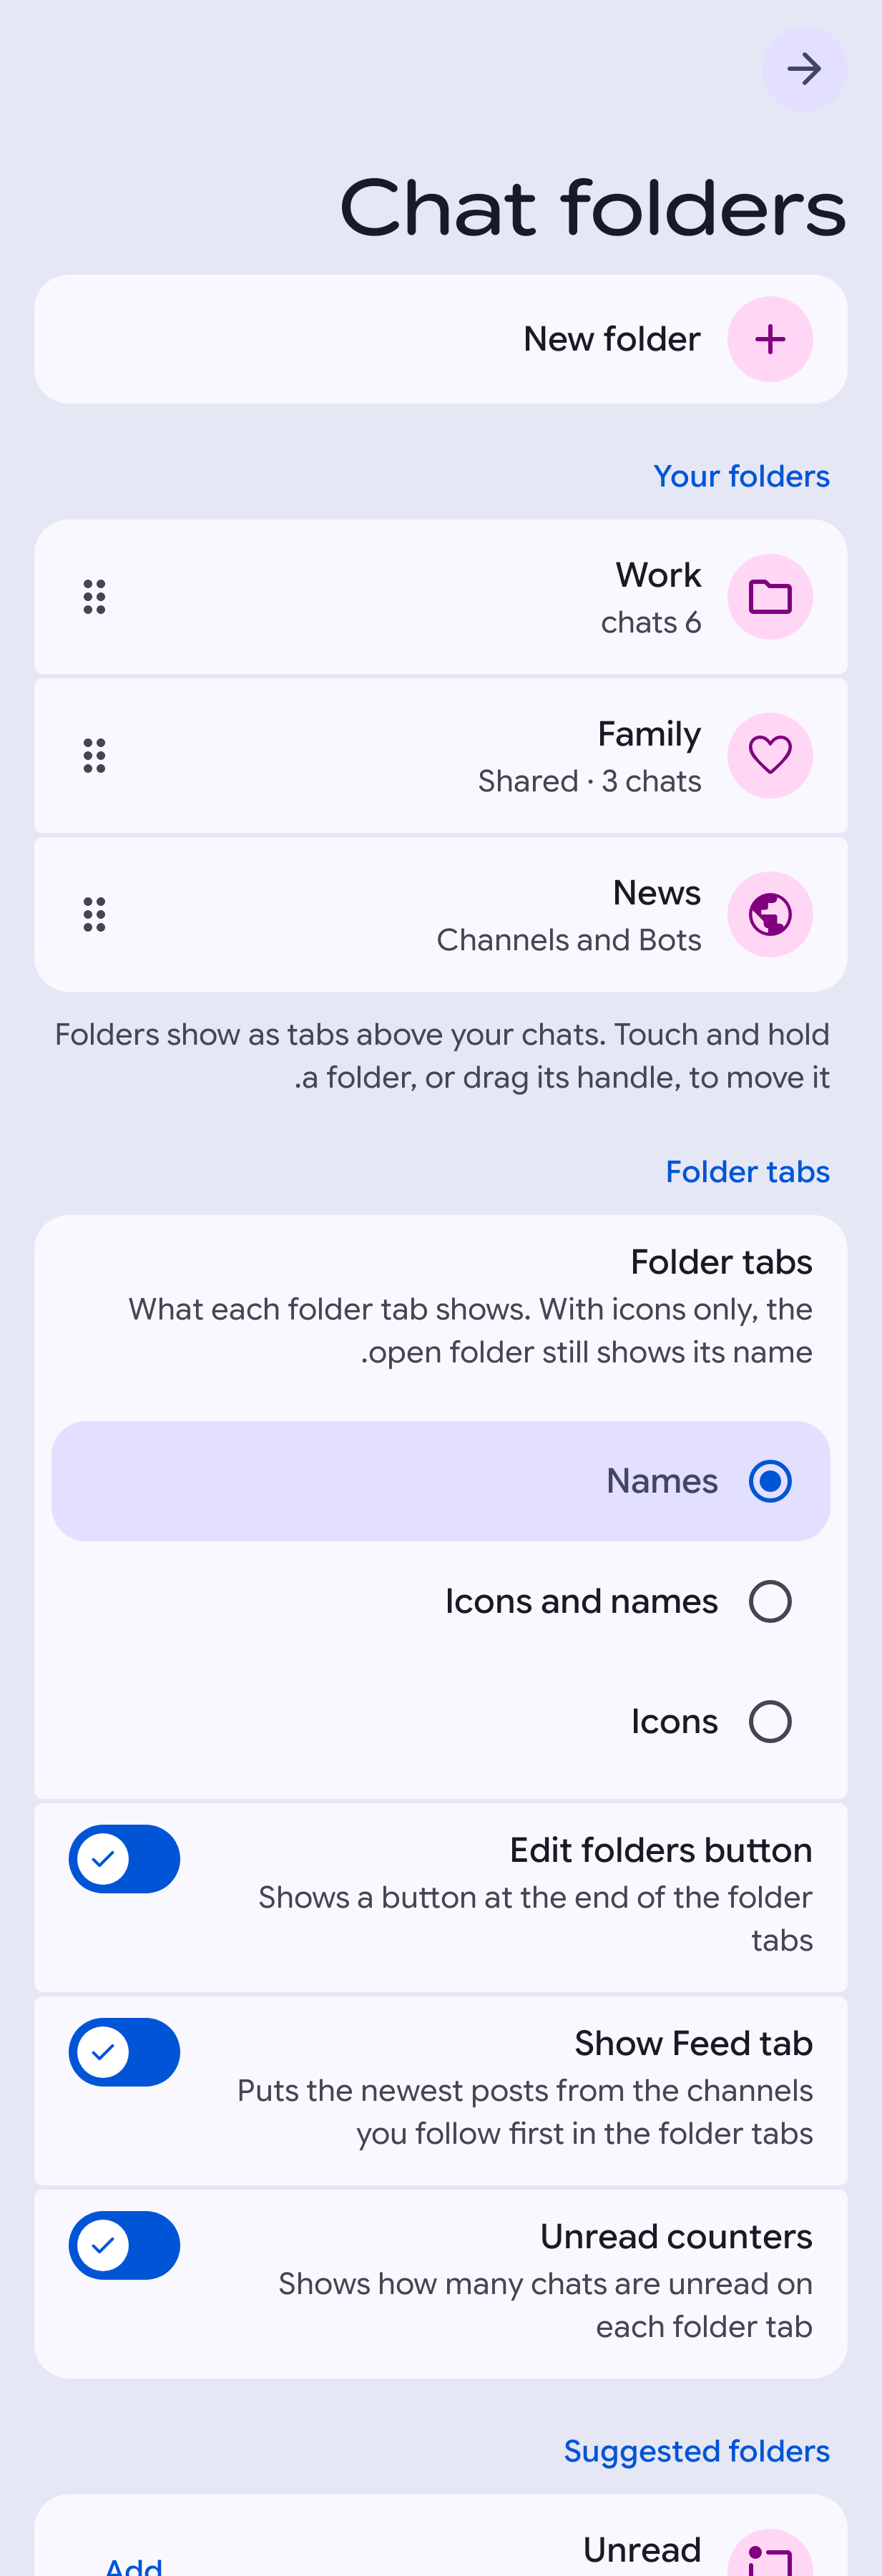 Chat folders
New folder
Your folders
Work
chats 6
Family
Shared · 3 chats
News
Channels and Bots
Folders show as tabs above your chats. Touch and hold
.a folder, or drag its handle, to move it
Folder tabs
Folder tabs
What each folder tab shows. With icons only, the
.open folder still shows its name
Names
Icons and names
Icons
Edit folders button
Shows a button at the end of the folder
tabs
Show Feed tab
Puts the newest posts from the channels
you follow first in the folder tabs
Unread counters
Shows how many chats are unread on
each folder tab
Suggested folders
Unread
Add